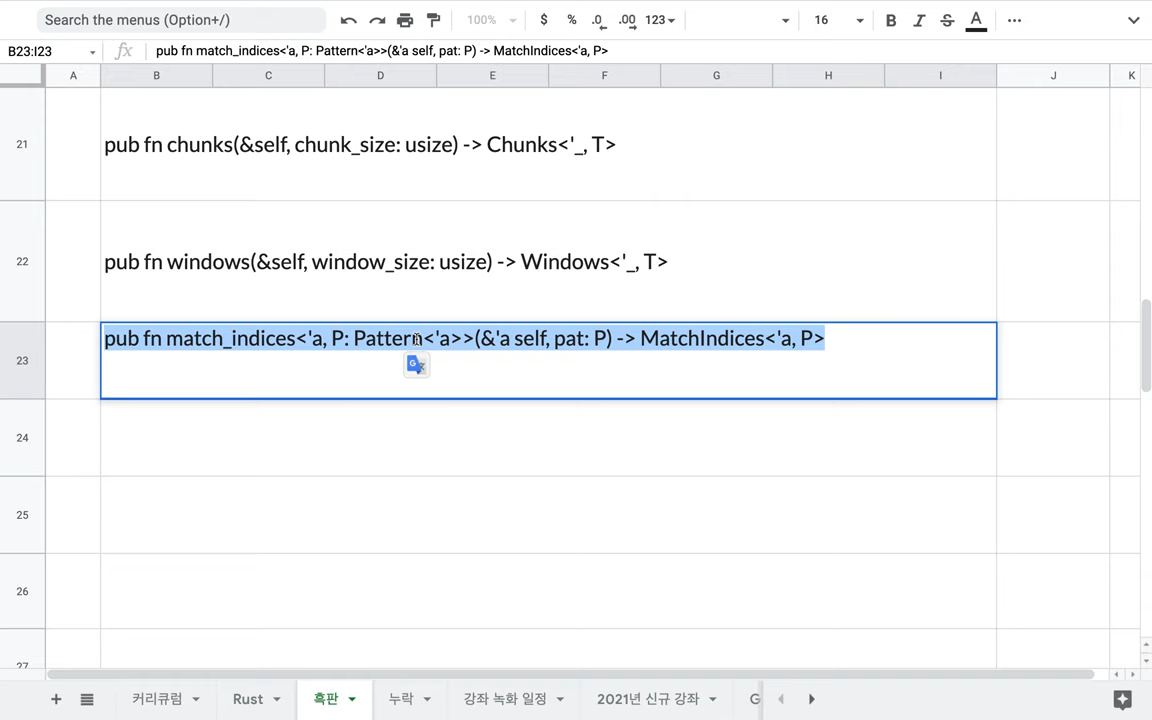 Search the menus (Option+/)
100%
$ % .0 .00 123
16
B I S A
B23:I23
fx pub fn match_indices<'a, P: Pattern<'a>>(&'a self, pat: P) -> MatchIndices<'a, P>
A B C D E F G H I J K
21 pub fn chunks(&self, chunk_size: usize) -> Chunks<'_, T>
22 pub fn windows(&self, window_size: usize) -> Windows<'_, T>
23 pub fn match_indices<'a, P: Pattern<'a>>(&'a self, pat: P) -> MatchIndices<'a, P>
24
25
26
27
커리큘럼 Rust 흑판 누락 강좌 녹화 일정 2021년 신규 강좌 G